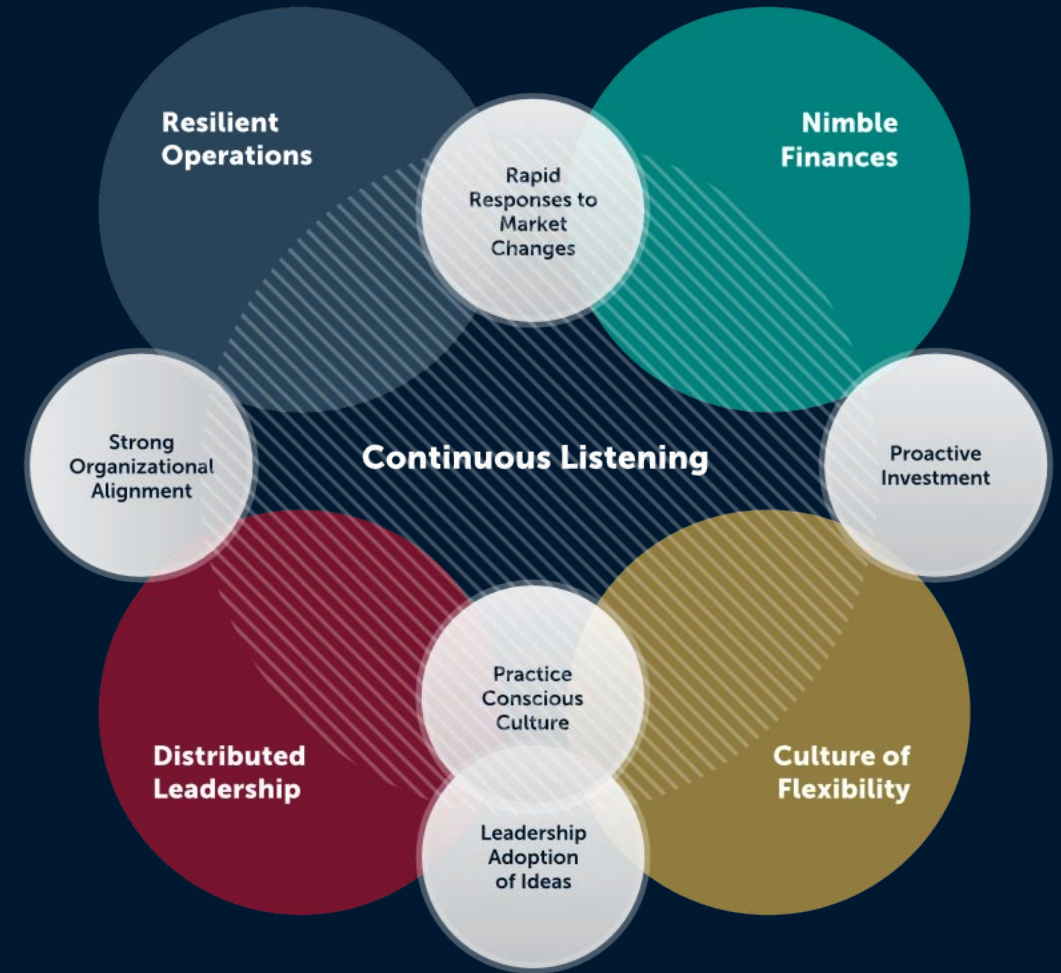 Resilient
Operations
Nimble
Finances
Rapid
Responses to
Market
Changes
Strong
Organizational
Alignment
Continuous Listening
Proactive
Investment
Practice
Conscious
Culture
Distributed
Leadership
Culture of
Flexibility
Leadership
Adoption
of Ideas